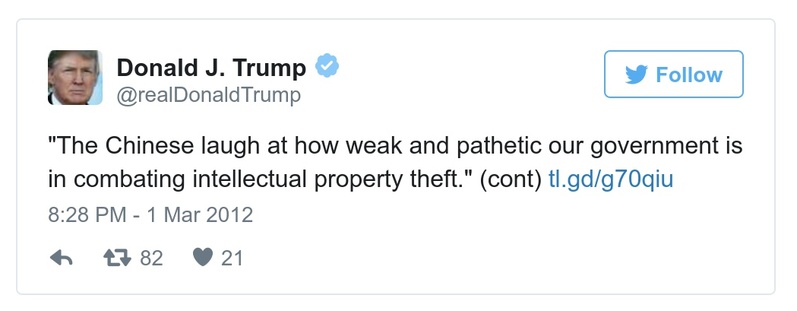 Donald J. Trump
@realDonaldTrump
Follow
"The Chinese laugh at how weak and pathetic our government is
in combating intellectual property theft." (cont) tl.gd/g70qiu
8:28 PM - 1 Mar 2012
82 21